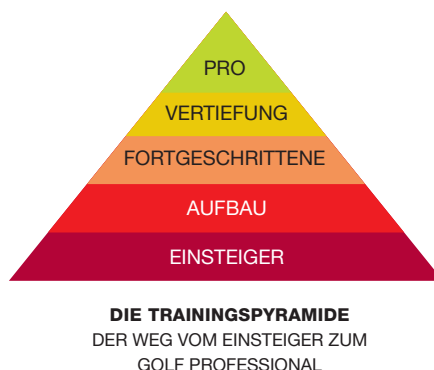 PRO
VERTIEFUNG
FORTGESCHRITTENE
AUFBAU
EINSTEIGER
DIE TRAININGSPYRAMIDE
DER WEG VOM EINSTEIGER ZUM
GOLF PROFESSIONAL